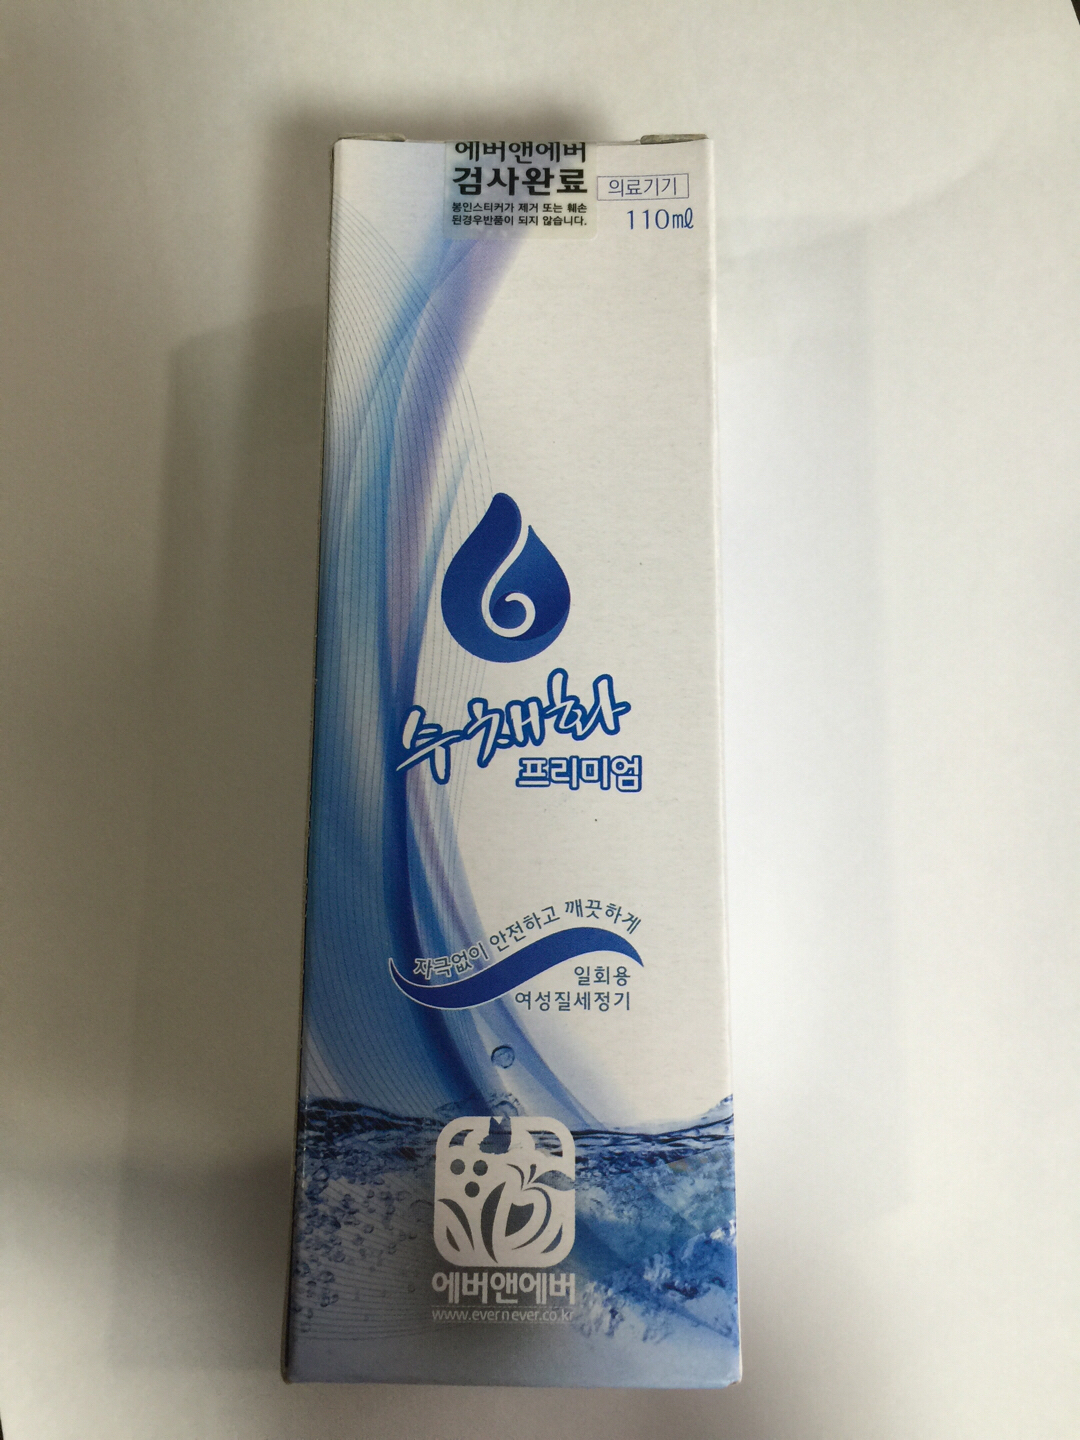 에버앤에버
검사완료
봉인스티커가 제거 또는 훼손
된경우반품이 되지 않습니다.
의료기기
110㎖
수채화
프리미엄
자극없이 안전하고 깨끗하게
일회용
여성질세정기
에버앤에버
www.evernever.co.kr